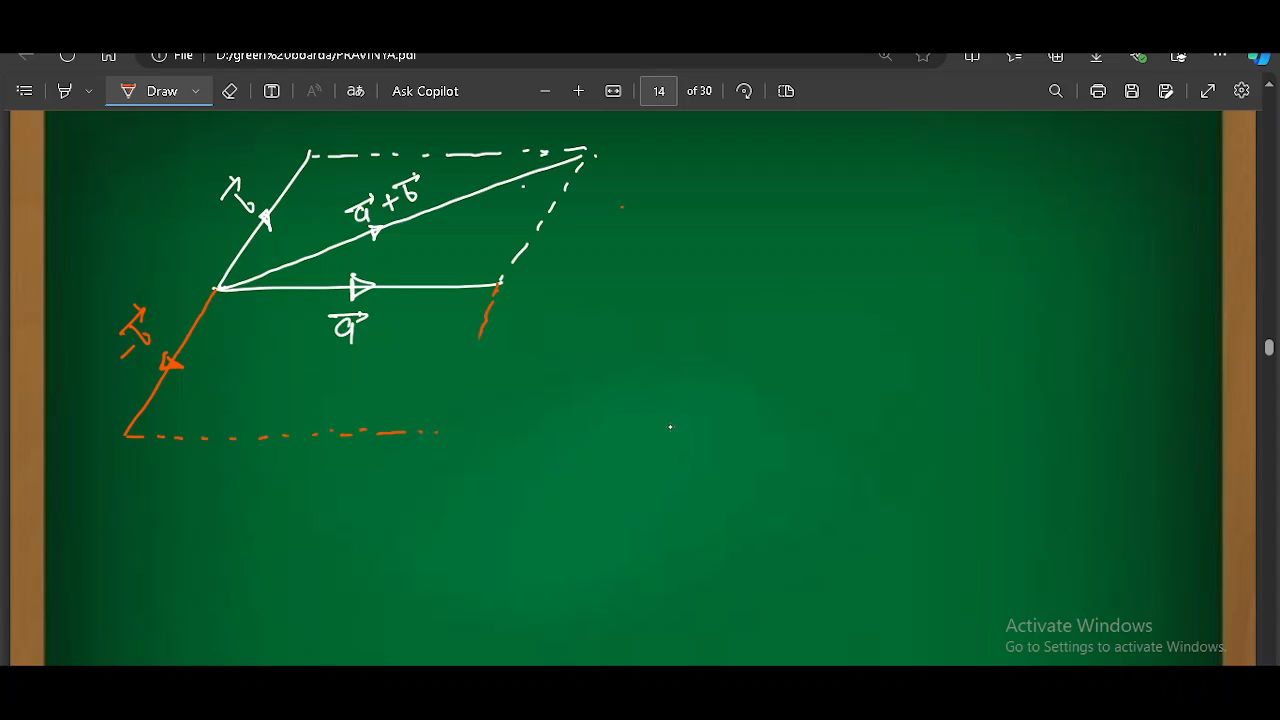 File D:/green%20boarda/PRAVINYA.pdf
Draw Ask Copilot 14 of 30
b⃗
a⃗ + b⃗
-b⃗
a⃗
Activate Windows
Go to Settings to activate Windows.